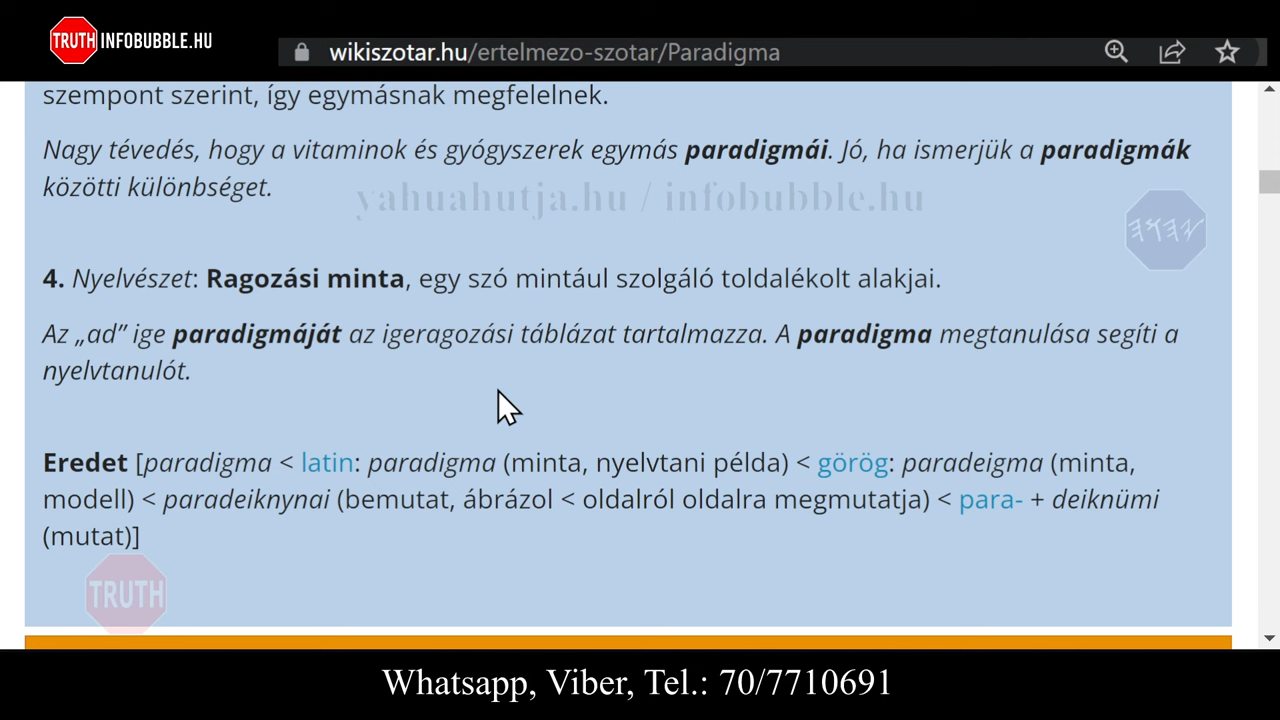 TRUTH INFOBUBBLE.HU
wikiszotar.hu/ertelmezo-szotar/Paradigma
szempont szerint, így egymásnak megfelelnek.
Nagy tévedés, hogy a vitaminok és gyógyszerek egymás paradigmái. Jó, ha ismerjük a paradigmák
közötti különbséget.
yahuahutja.hu / infobubble.hu
4. Nyelvészet: Ragozási minta, egy szó mintául szolgáló toldalékolt alakjai.
Az „ad” ige paradigmáját az igeragozási táblázat tartalmazza. A paradigma megtanulása segíti a
nyelvtanulót.
Eredet [paradigma < latin: paradigma (minta, nyelvtani példa) < görög: paradeigma (minta,
modell) < paradeiknynai (bemutat, ábrázol < oldalról oldalra megmutatja) < para- + deiknümi
(mutat)]
TRUTH
Whatsapp, Viber, Tel.: 70/7710691